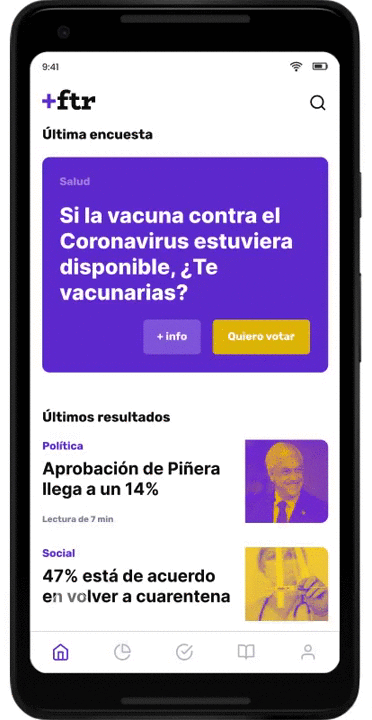 9:41
+ftr
Última encuesta
Salud
Si la vacuna contra el
Coronavirus estuviera
disponible, ¿Te
vacunarias?
+ info
Quiero votar
Últimos resultados
Política
Aprobación de Piñera
llega a un 14%
Lectura de 7 min
Social
47% está de acuerdo
en volver a cuarentena